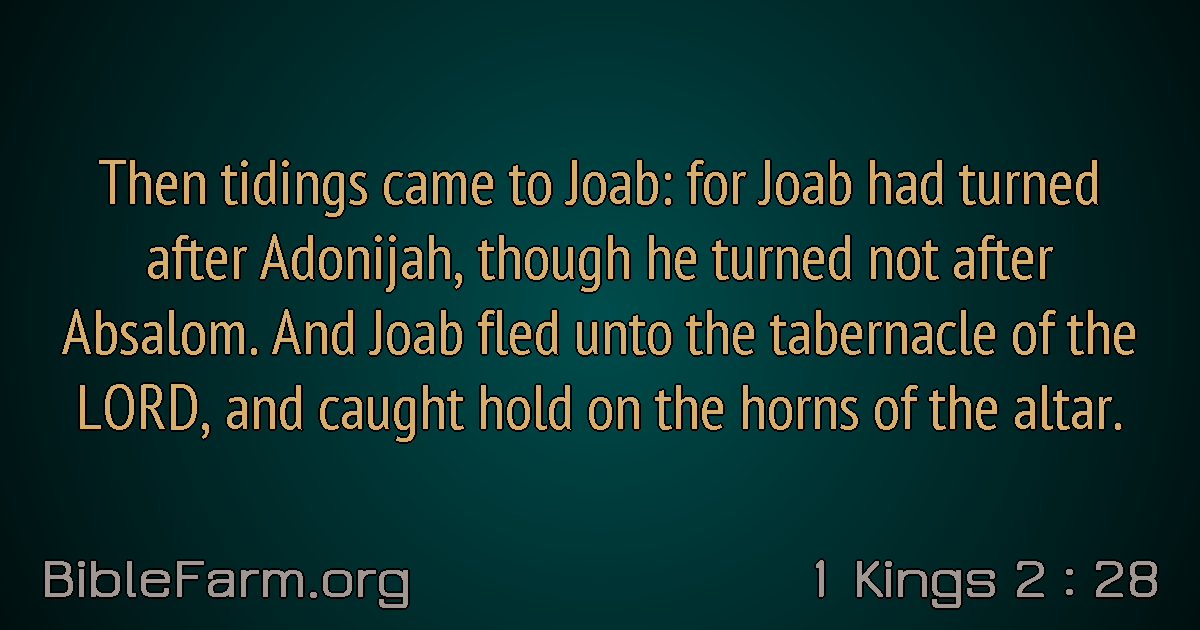 Then tidings came to Joab: for Joab had turned
after Adonijah, though he turned not after
Absalom. And Joab fled unto the tabernacle of the
LORD, and caught hold on the horns of the altar.
BibleFarm.org
1 Kings 2 : 28